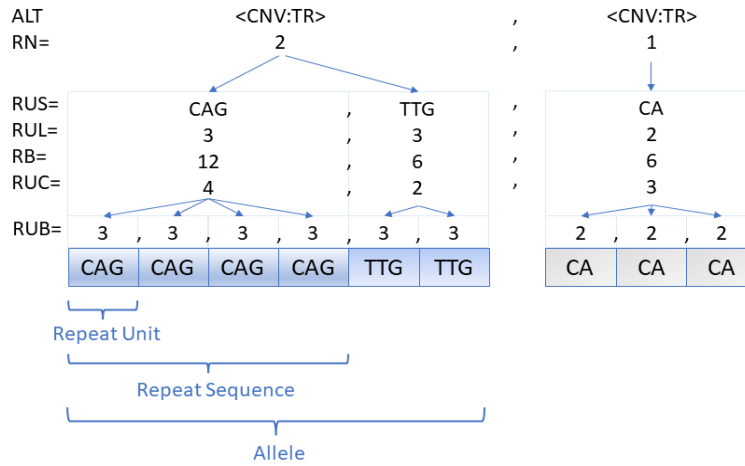 ALT <CNV:TR> , <CNV:TR>
RN= 2 , 1
RUS= CAG , TTG , CA
RUL= 3 , 3 , 2
RB= 12 , 6 , 6
RUC= 4 , 2 , 3
RUB= 3 , 3 , 3 , 3 , 3 , 3 2 , 2 , 2
CAG CAG CAG CAG TTG TTG CA CA CA
Repeat Unit
Repeat Sequence
Allele